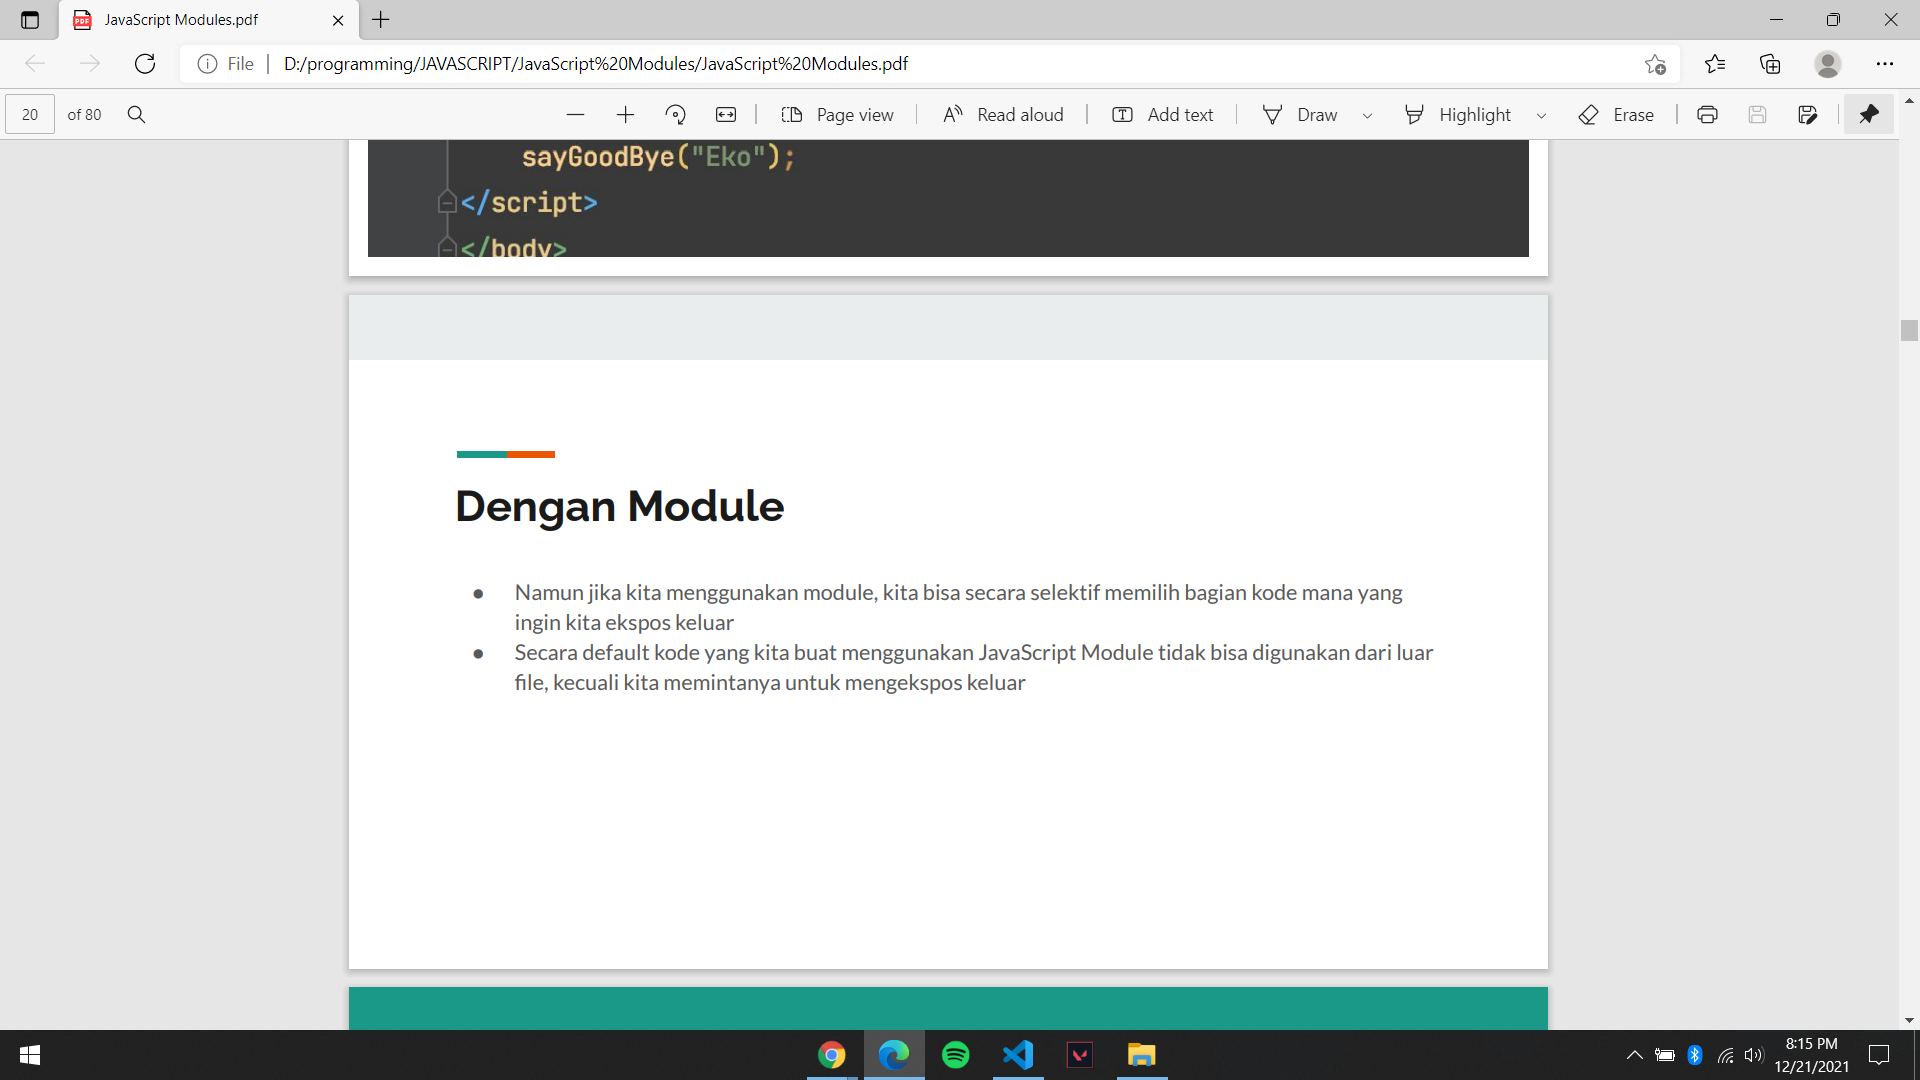 JavaScript Modules.pdf
File
D:/programming/JAVASCRIPT/JavaScript%20Modules/JavaScript%20Modules.pdf
20 of 80
Page view
Read aloud
Add text
Draw
Highlight
Erase
sayGoodBye("Eko");
</script>
</body>
Dengan Module
● Namun jika kita menggunakan module, kita bisa secara selektif memilih bagian kode mana yang
ingin kita ekspos keluar
● Secara default kode yang kita buat menggunakan JavaScript Module tidak bisa digunakan dari luar
file, kecuali kita memintanya untuk mengekspos keluar
8:15 PM
12/21/2021